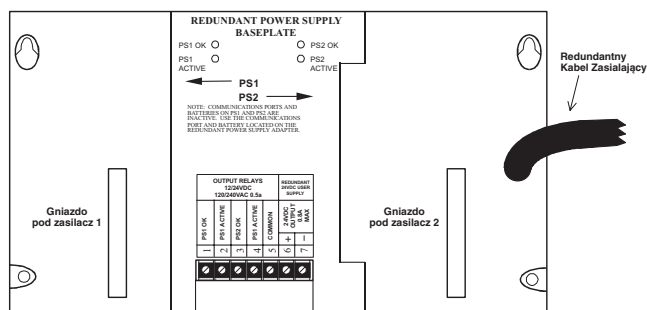 REDUNDANT POWER SUPPLY
BASEPLATE
PS1 OK
PS2 OK
PS1
ACTIVE
PS2
ACTIVE
PS1
PS2
NOTE: COMMUNICATIONS PORTS AND
BATTERIES ON PS1 AND PS2 ARE
INACTIVE. USE THE COMMUNICATIONS
PORT AND BATTERY LOCATED ON THE
REDUNDANT POWER SUPPLY ADAPTER.
Redundantny
Kabel Zasialający
Gniazdo
pod zasilacz 1
OUTPUT RELAYS
12/24VDC
120/240VAC 0.5a
REDUNDANT
24VDC USER
SUPPLY
PS1 OK
PS1 ACTIVE
PS2 OK
PS1 ACTIVE
COMMON
24VDC
OUTPUT
0.8A
MAX
+
−
1
2
3
4
5
6
7
Gniazdo
pod zasilacz 2